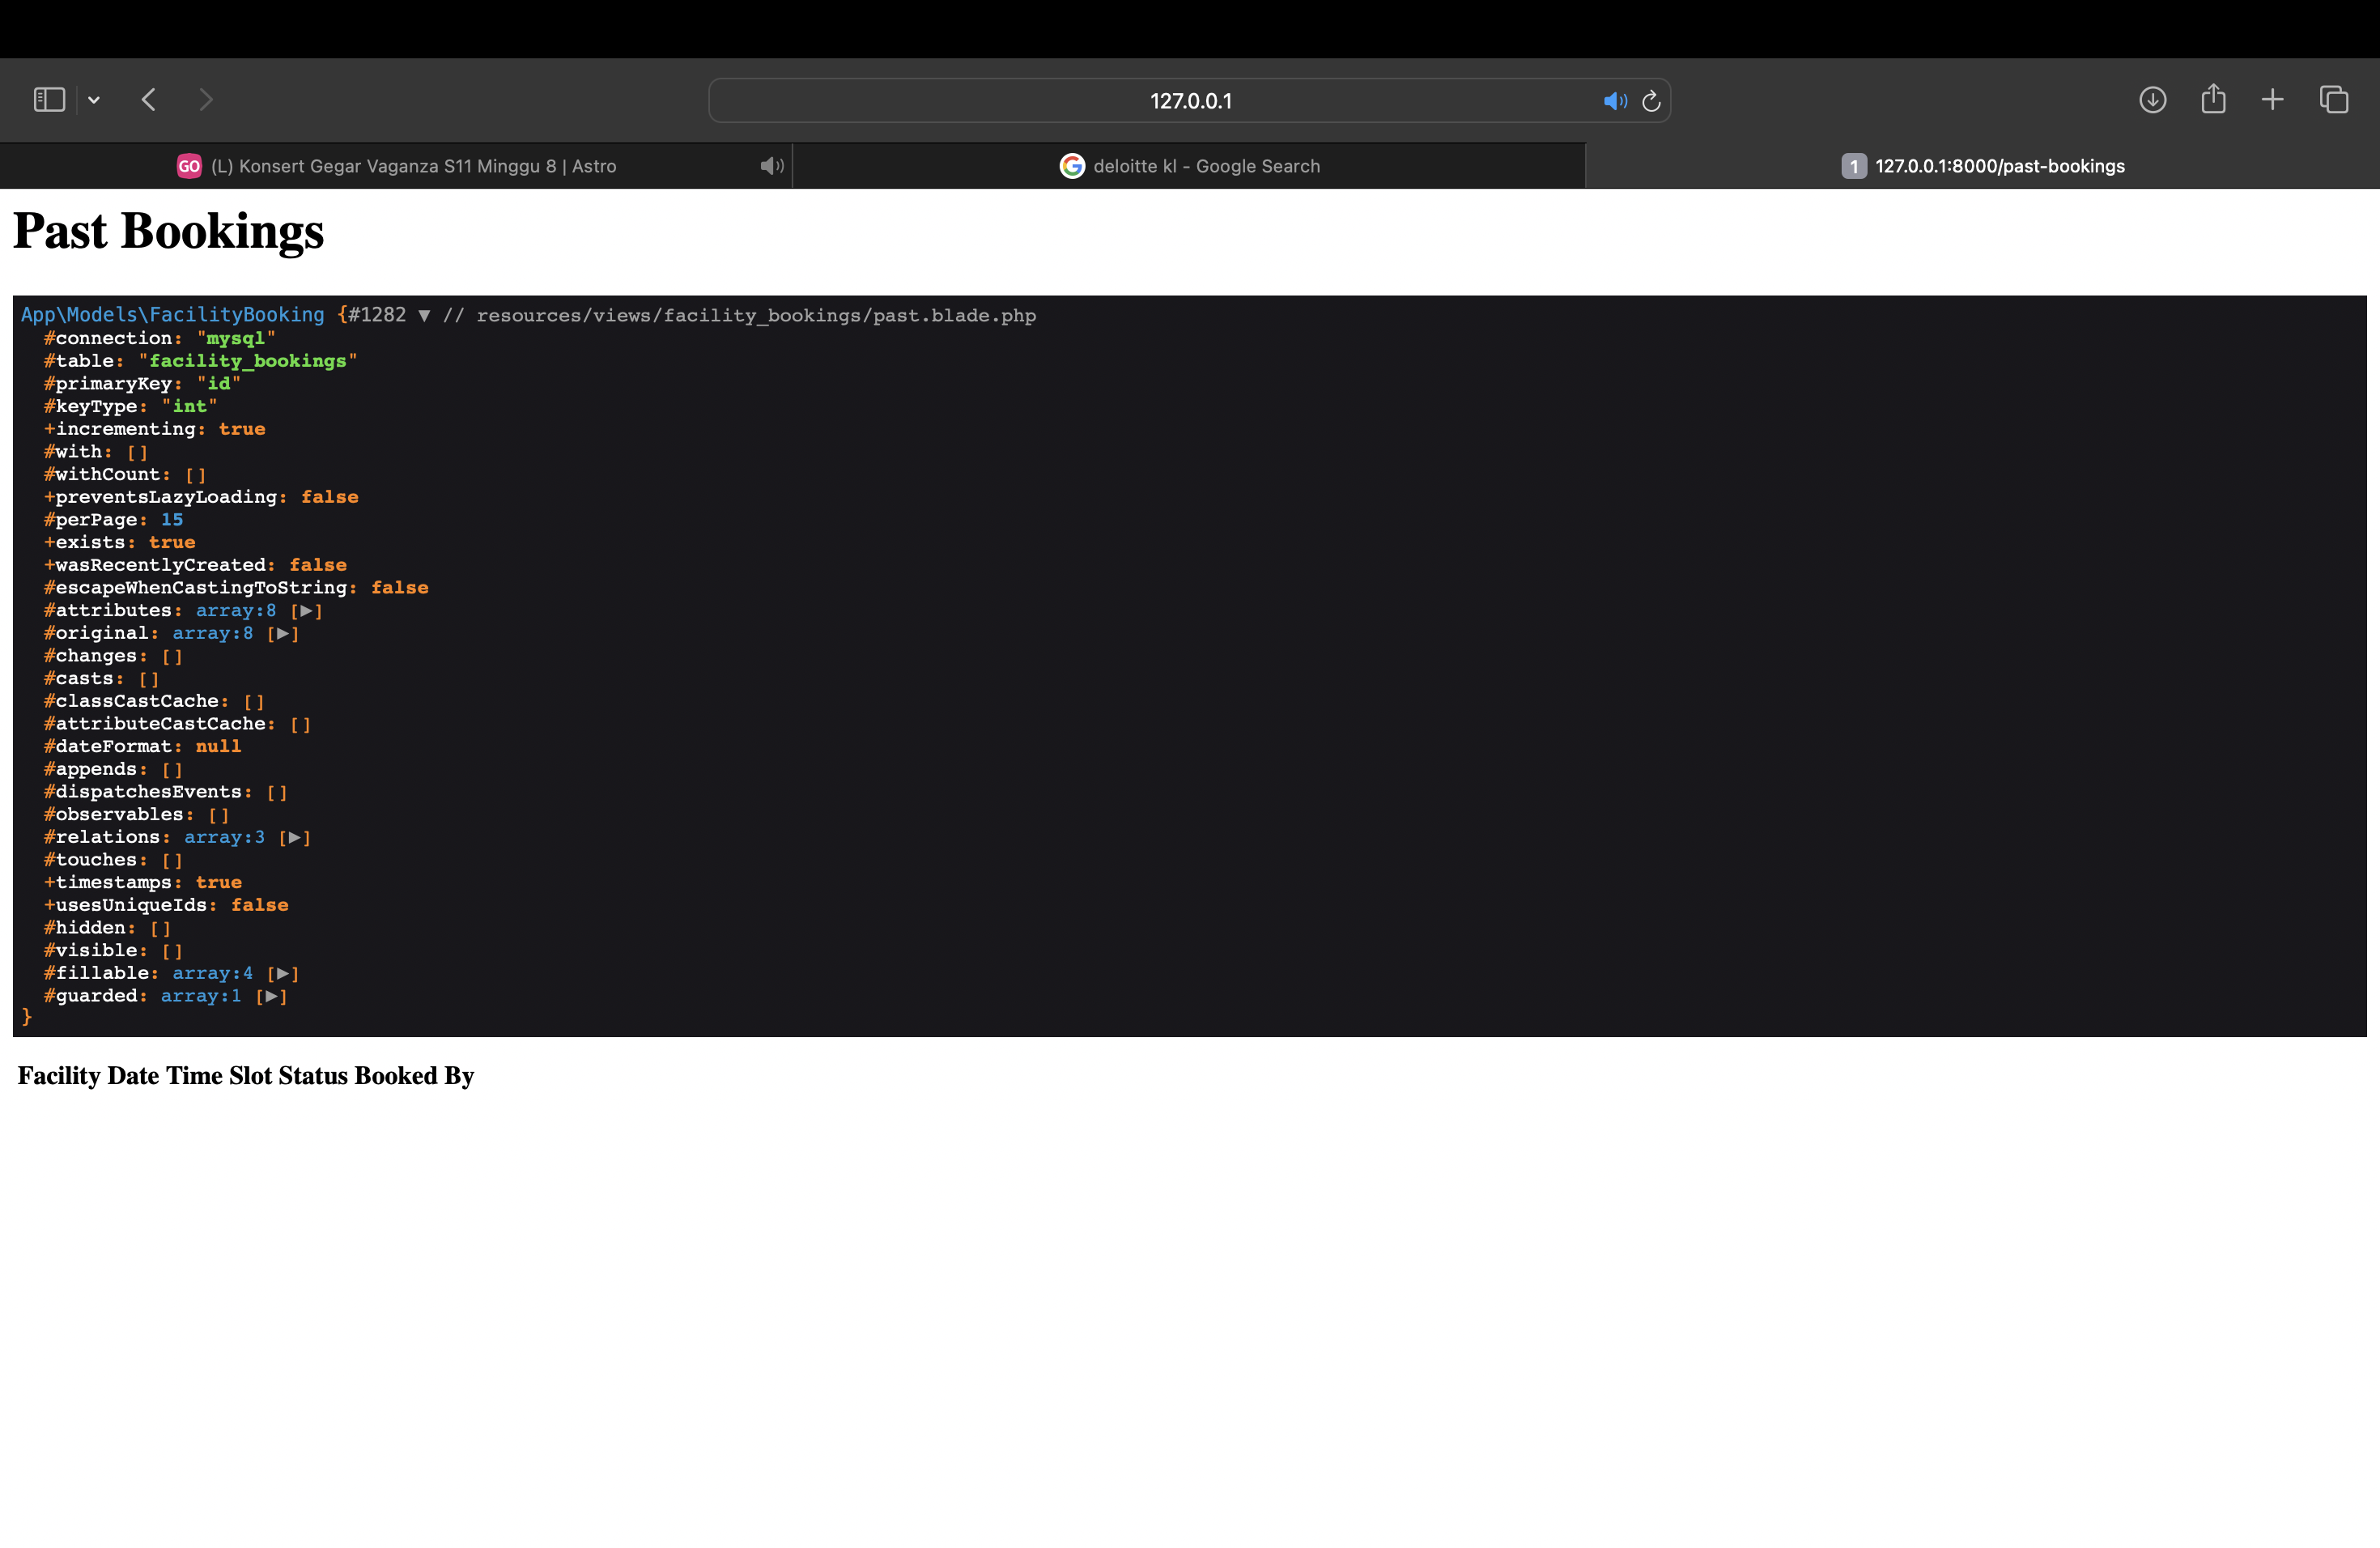 127.0.0.1
GO (L) Konsert Gegar Vaganza S11 Minggu 8 | Astro
deloitte kl - Google Search
1 127.0.0.1:8000/past-bookings
Past Bookings
App\Models\FacilityBooking {#1282 ▼ // resources/views/facility_bookings/past.blade.php
#connection: "mysql"
#table: "facility_bookings"
#primaryKey: "id"
#keyType: "int"
+incrementing: true
#with: []
#withCount: []
+preventsLazyLoading: false
#perPage: 15
+exists: true
+wasRecentlyCreated: false
#escapeWhenCastingToString: false
#attributes: array:8 [▶]
#original: array:8 [▶]
#changes: []
#casts: []
#classCastCache: []
#attributeCastCache: []
#dateFormat: null
#appends: []
#dispatchesEvents: []
#observables: []
#relations: array:3 [▶]
#touches: []
+timestamps: true
+usesUniqueIds: false
#hidden: []
#visible: []
#fillable: array:4 [▶]
#guarded: array:1 [▶]
}
Facility Date Time Slot Status Booked By